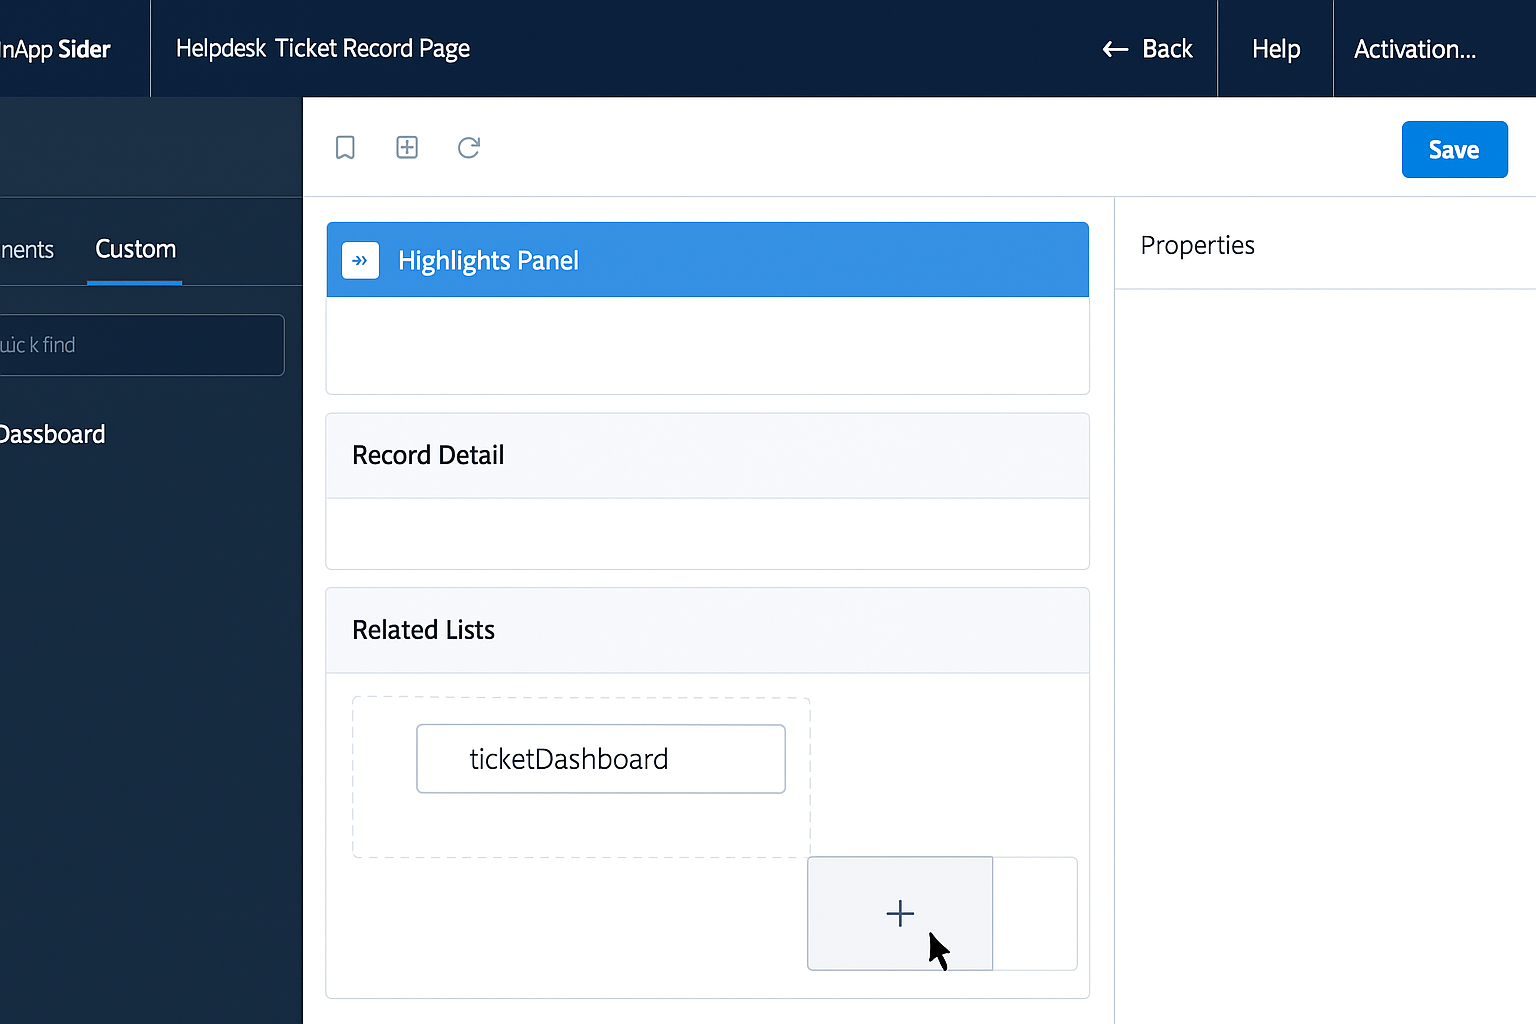 nApp Sider
Helpdesk Ticket Record Page
← Back
Help
Activation...
Save
nents
Custom
uic k find
Dassboard
Highlights Panel
Record Detail
Related Lists
ticketDashboard
Properties